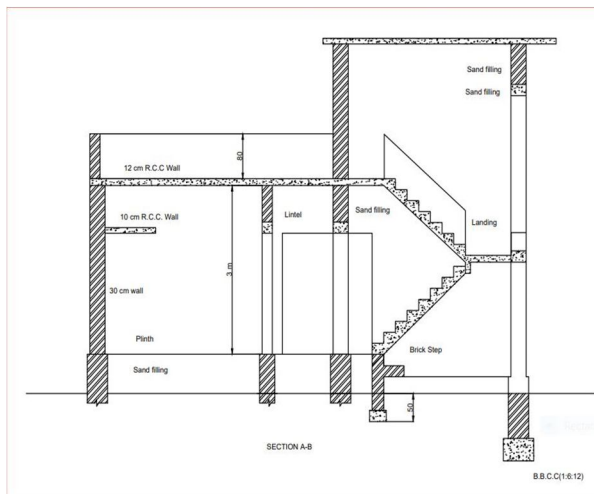 Sand filling
Sand filling
80
12 cm R.C.C Wall
10 cm R.C.C. Wall
Lintel
Sand filling
Landing
3 m
30 cm wall
Plinth
Brick Step
Sand filling
50
SECTION A-B
B.B.C.C(1:6:12)